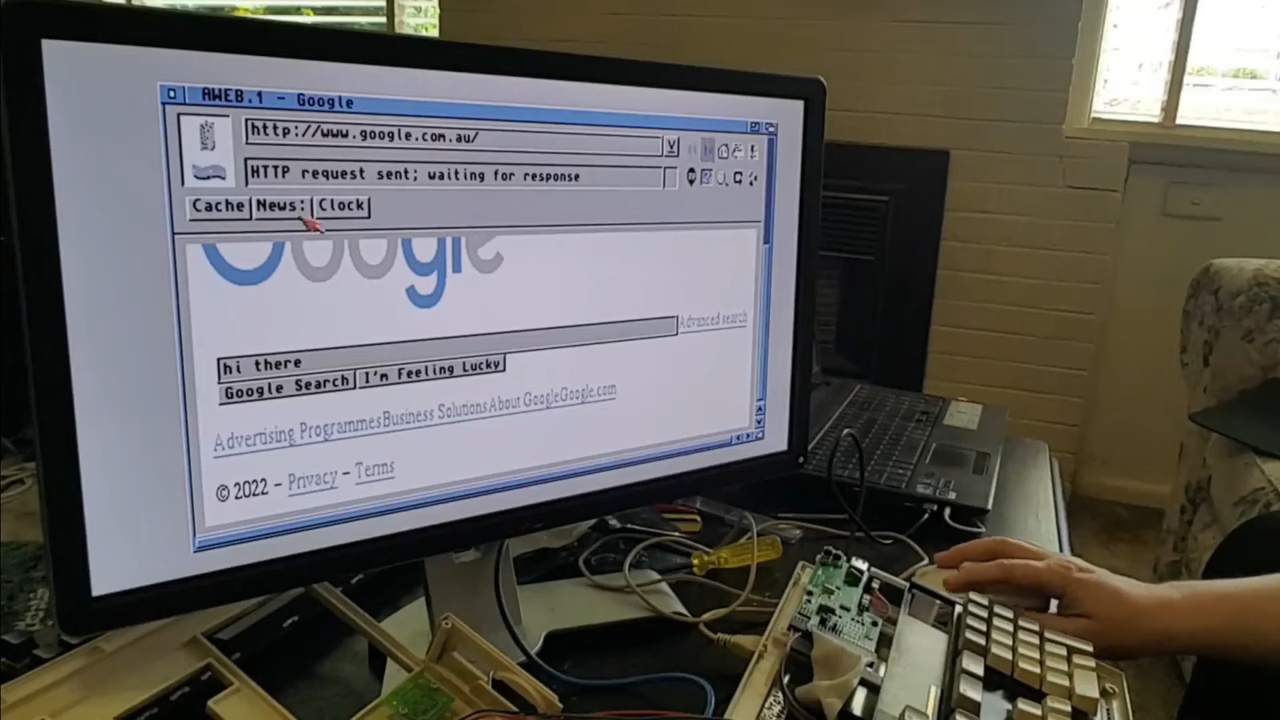 AWEB.1 – Google
http://www.google.com.au/
HTTP request sent; waiting for response
Cache News: Clock
Google
Advanced search
hi there
Google Search I'm Feeling Lucky
Advertising ProgrammesBusiness SolutionsAbout GoogleGoogle.com
© 2022 – Privacy – Terms